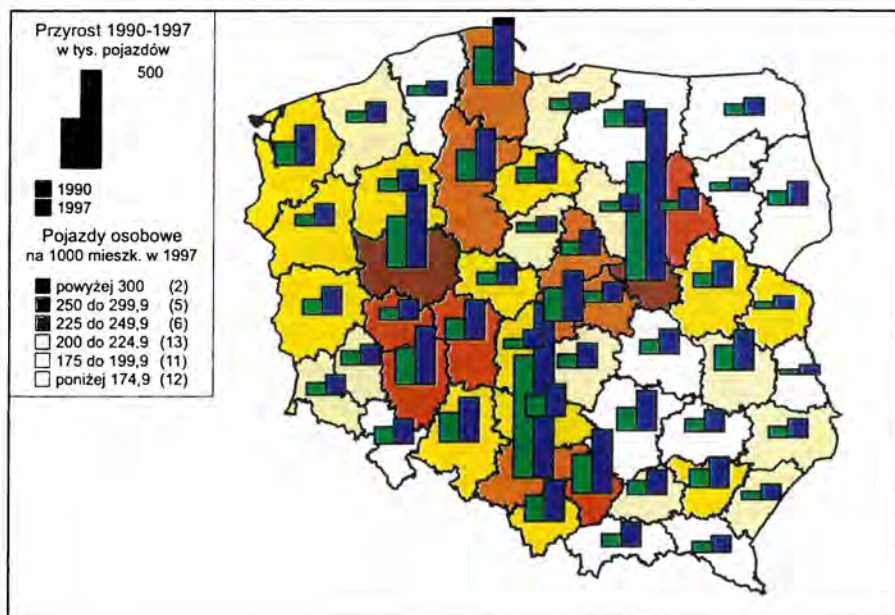 Przyrost 1990-1997
w tys. pojazdów
500
1990
1997
Pojazdy osobowe
na 1000 mieszk. w 1997
powyżej 300 (2)
250 do 299,9 (5)
225 do 249,9 (6)
200 do 224,9 (13)
175 do 199,9 (11)
poniżej 174,9 (12)